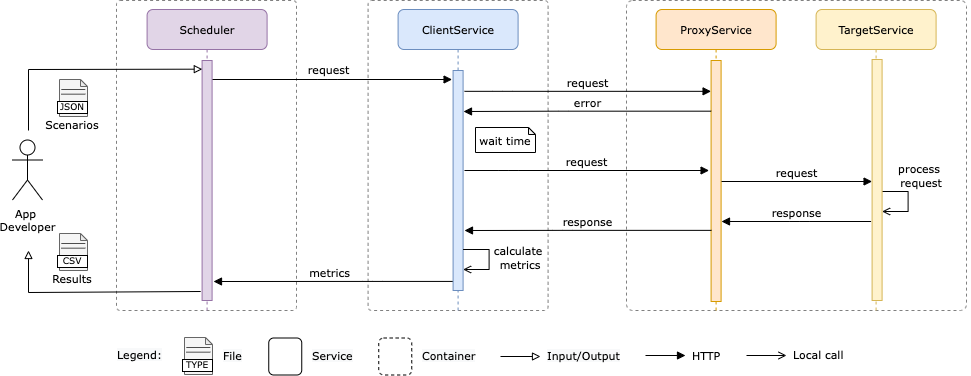 Scheduler
ClientService
ProxyService
TargetService
request
request
error
JSON
Scenarios
wait time
request
request
process
request
App
Developer
response
response
CSV
Results
calculate
metrics
metrics
Legend:
TYPE
File
Service
Container
Input/Output
HTTP
Local call